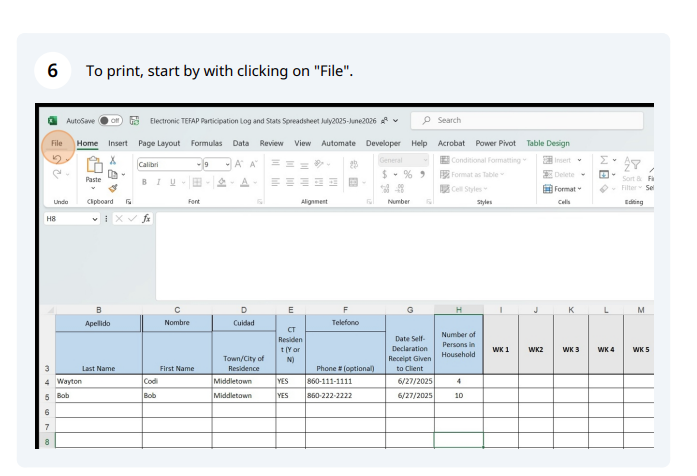 6 To print, start by with clicking on "File".
AutoSave Off Electronic TEFAP Participation Log and Stats Spreadsheet July2025-June2026 Search
File Home Insert Page Layout Formulas Data Review View Automate Developer Help Acrobat Power Pivot Table Design
Paste
Calibri 9 A A
B I U A
General
$ % 9
Conditional Formatting
Format as Table
Cell Styles
Insert
Delete
Format
Sort &
Filter
Undo Clipboard Font Alignment Number Styles Cells Editing
H8 fx
B C D E F G H I J K L M
Apellido Nombre Cuidad Telefono
3 Last Name First Name
Town/City of
Residence
CT
Residen
t (Y or
N)
Phone # (optional)
Date Self-
Declaration
Receipt Given
to Client
Number of
Persons in
Household
WK 1 WK2 WK 3 WK 4 WK 5
4 Wayton Codi Middletown YES 860-111-1111 6/27/2025 4
5 Bob Bob Middletown YES 860-222-2222 6/27/2025 10
6
7
8